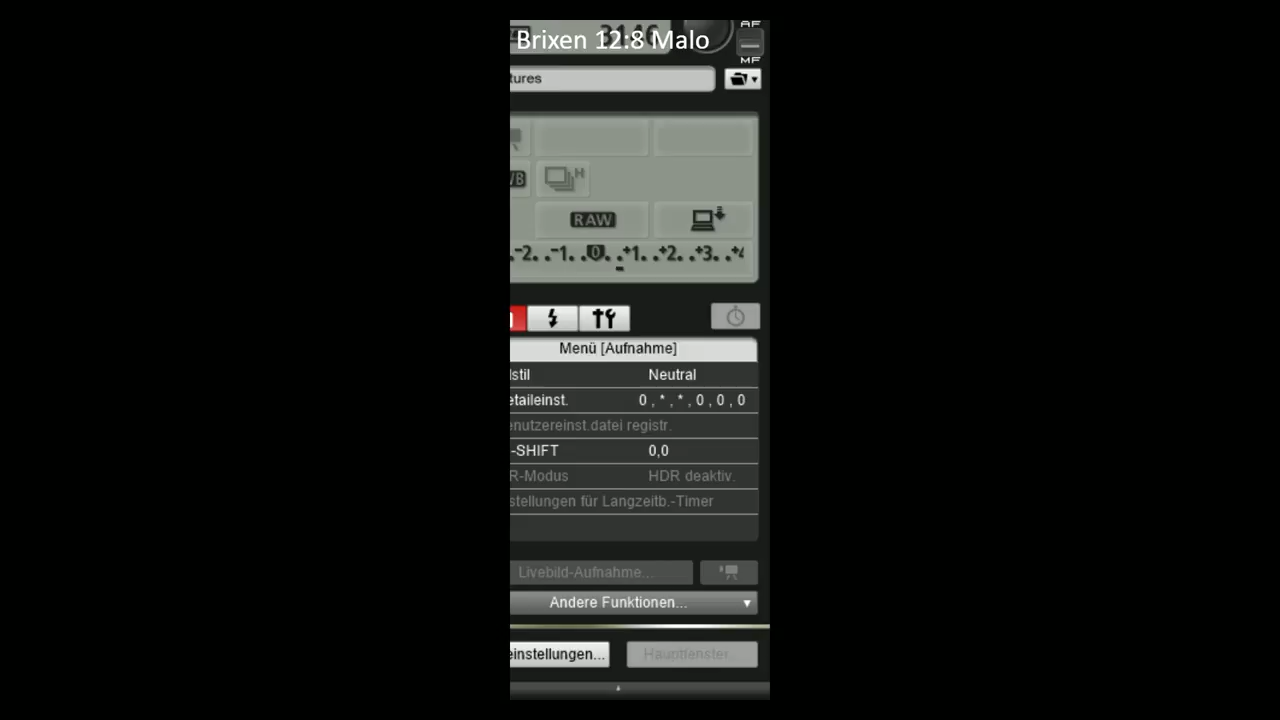 Brixen 12:8 Malo
AF
MF
tures
H
RAW
-2..-1..0..+1..+2..+3..+4
Menü [Aufnahme]
stil Neutral
etaileinst. 0 , * , * , 0 , 0 , 0
enutzereinst.datei registr.
-SHIFT 0,0
R-Modus HDR deaktiv.
stellungen für Langzeitb.-Timer
Livebild-Aufnahme...
Andere Funktionen...
einstellungen... Hauptfenster...